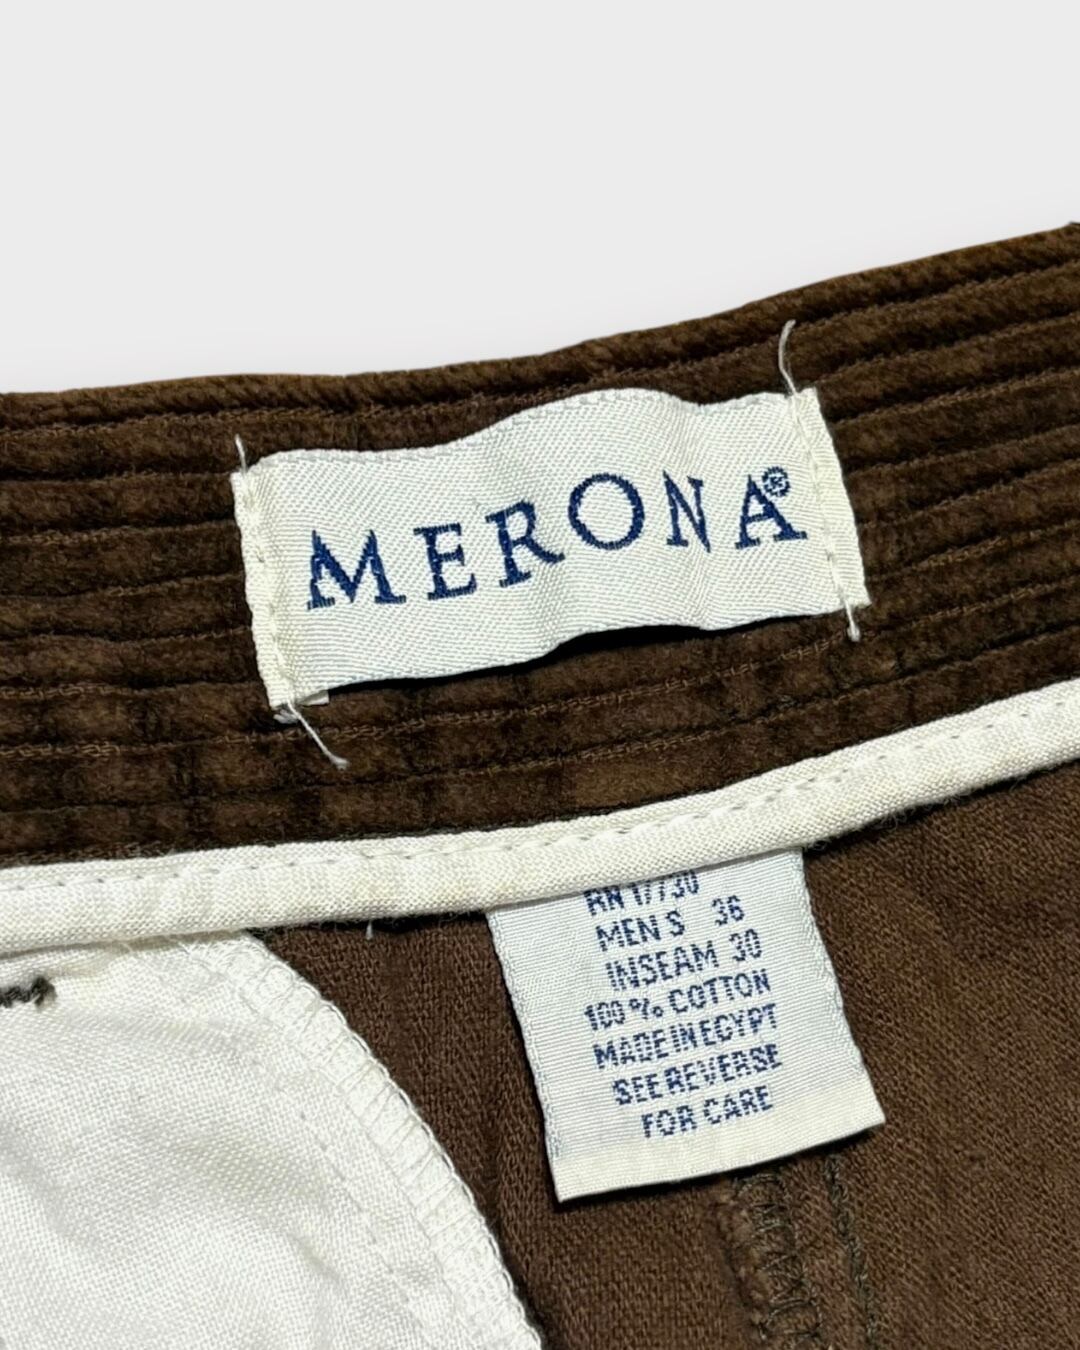 MERONA®
RN 17730
MEN'S 36
INSEAM 30
100% COTTON
MADE IN EGYPT
SEE REVERSE
FOR CARE